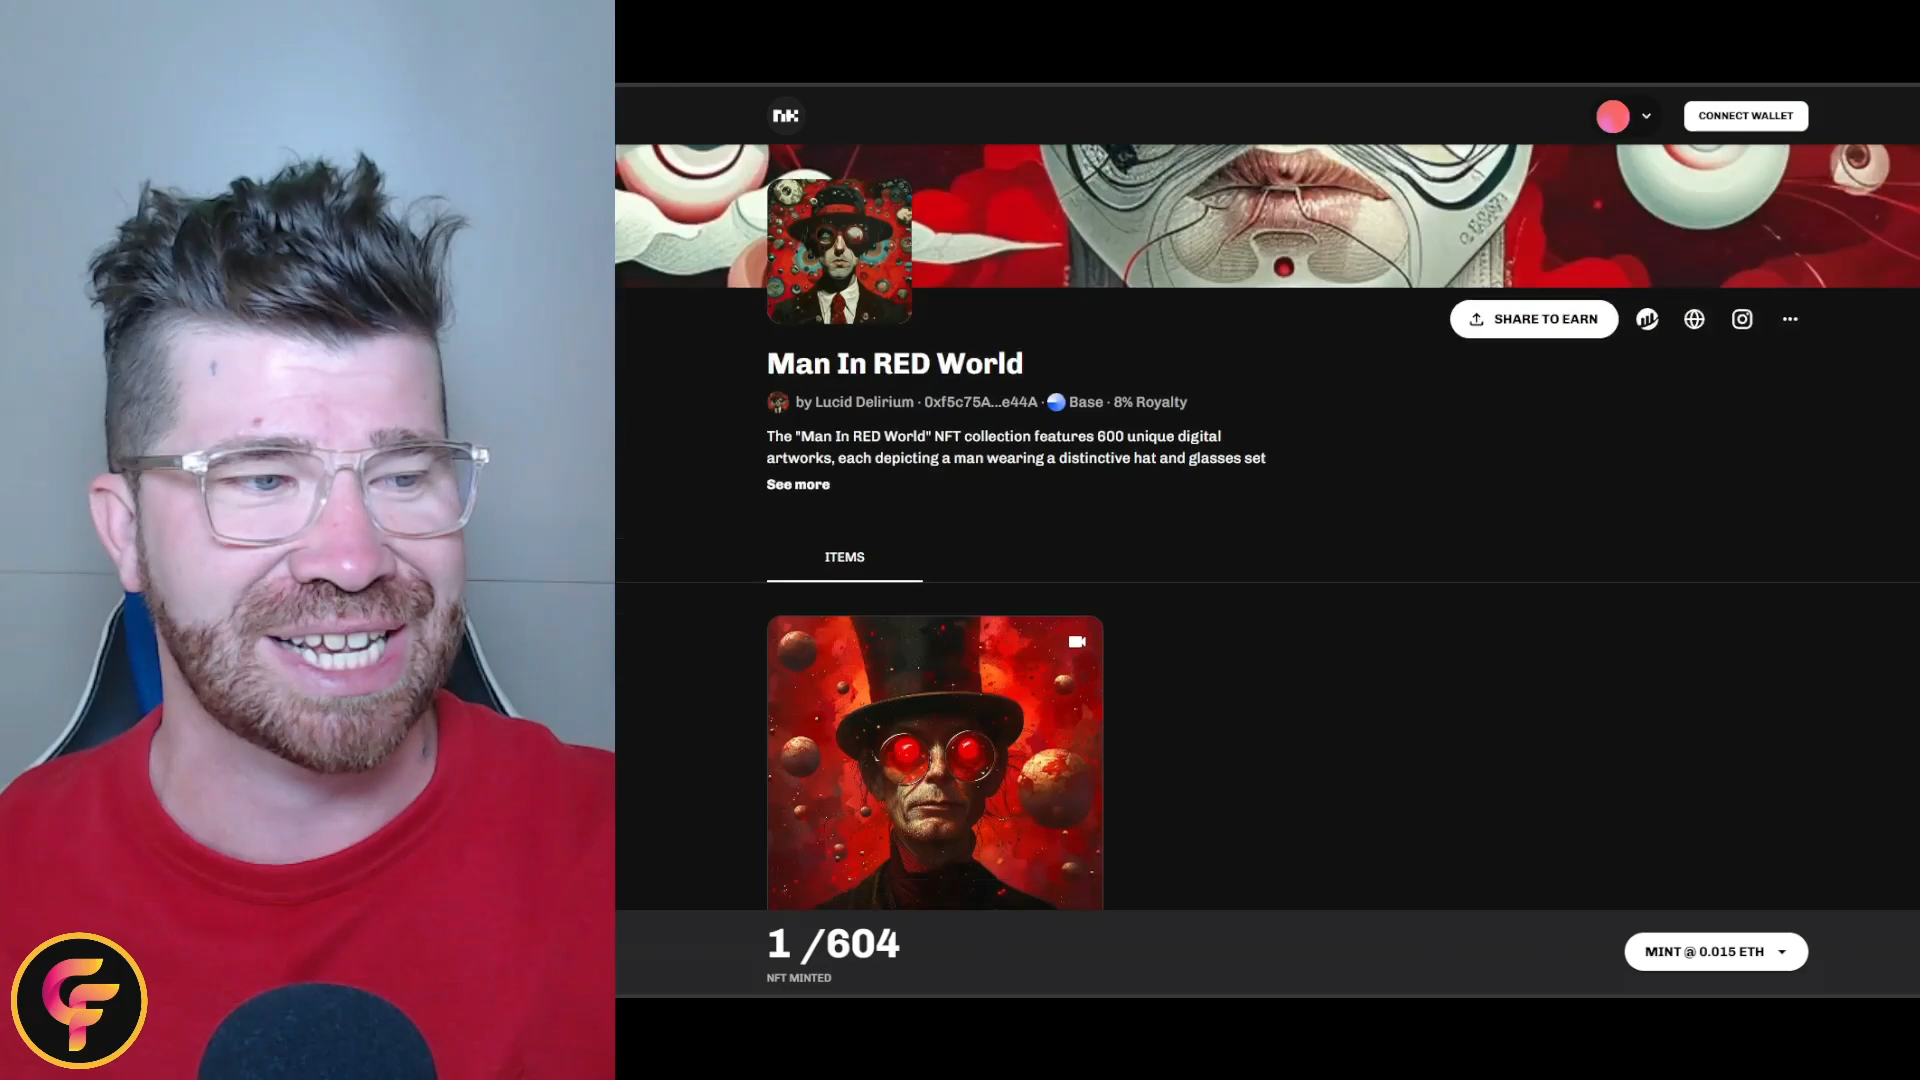 nk
CONNECT WALLET
SHARE TO EARN
Man In RED World
by Lucid Delirium · 0xf5c75A...e44A · Base · 8% Royalty
The "Man In RED World" NFT collection features 600 unique digital
artworks, each depicting a man wearing a distinctive hat and glasses set
See more
ITEMS
1 /604
NFT MINTED
MINT @ 0.015 ETH